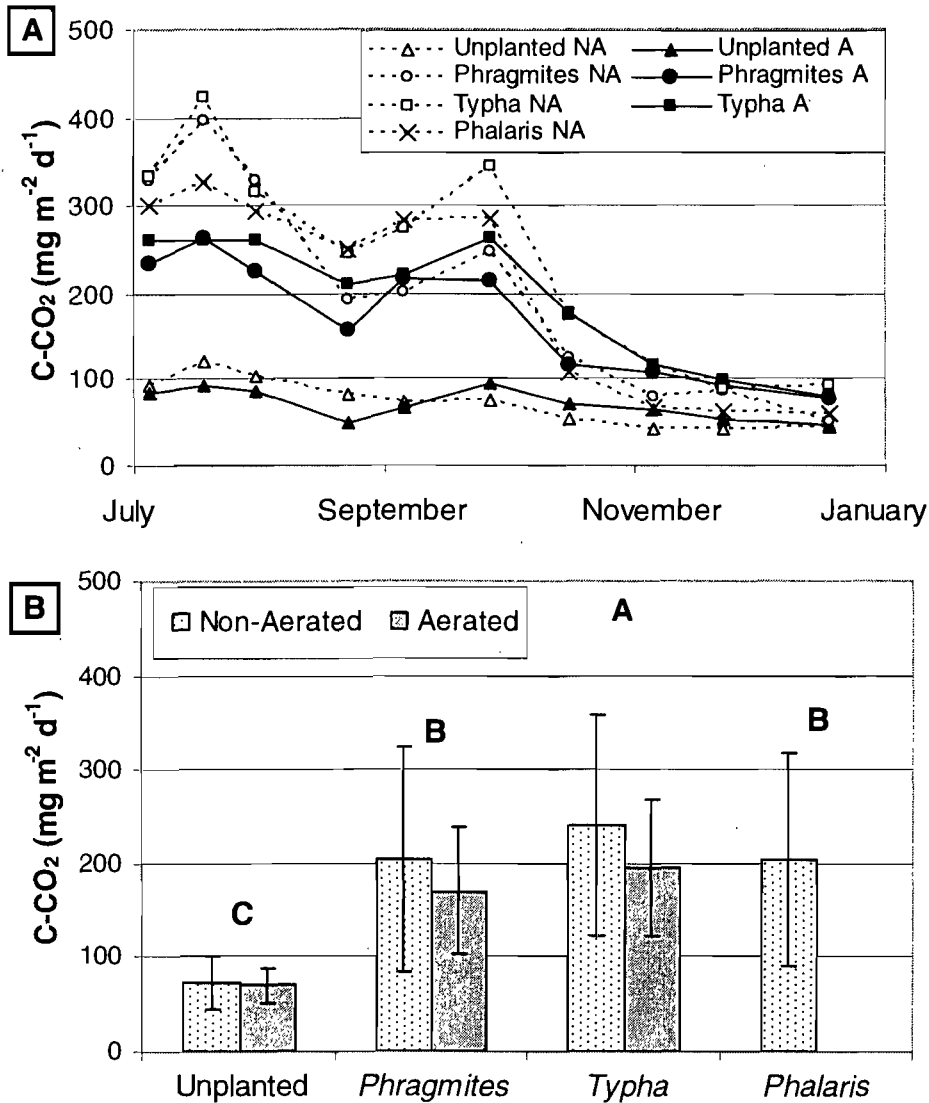 A
500
400
300
200
100
0
C-CO₂ (mg m⁻² d⁻¹)
Unplanted NA
Unplanted A
Phragmites NA
Phragmites A
Typha NA
Typha A
Phalaris NA
July
September
November
January
B
500
400
300
200
100
0
C-CO₂ (mg m⁻² d⁻¹)
Non-Aerated
Aerated
A
B
B
C
Unplanted
Phragmites
Typha
Phalaris